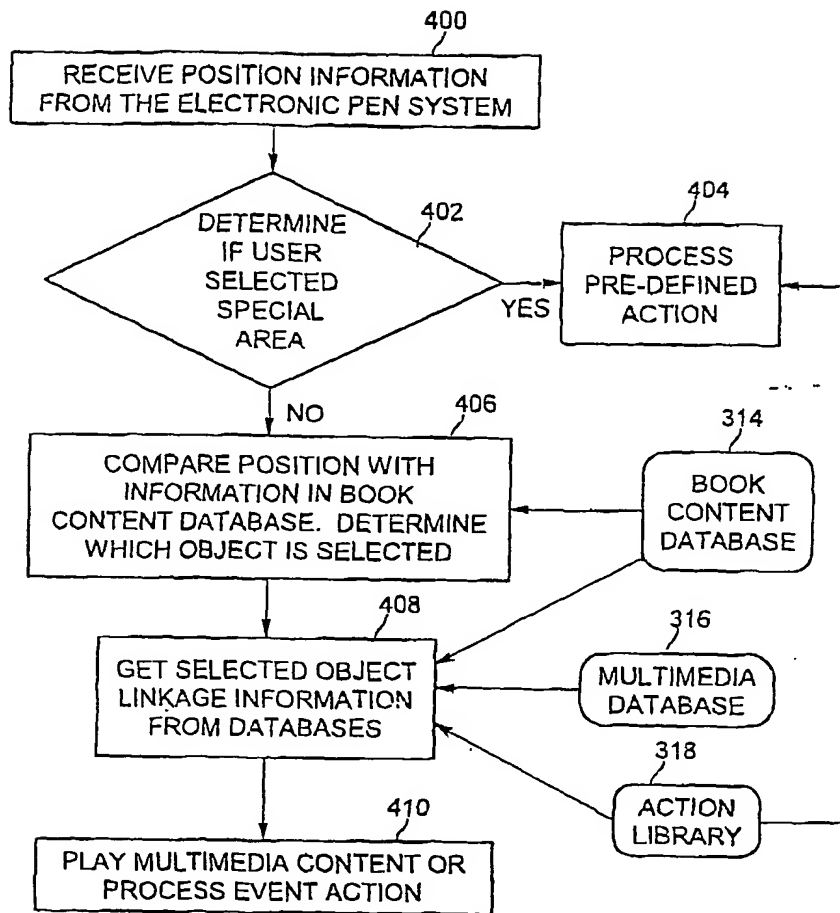 400
RECEIVE POSITION INFORMATION
FROM THE ELECTRONIC PEN SYSTEM
402
DETERMINE
IF USER
SELECTED
SPECIAL
AREA
YES
404
PROCESS
PRE-DEFINED
ACTION
NO
406
COMPARE POSITION WITH
INFORMATION IN BOOK
CONTENT DATABASE. DETERMINE
WHICH OBJECT IS SELECTED
314
BOOK
CONTENT
DATABASE
408
GET SELECTED OBJECT
LINKAGE INFORMATION
FROM DATABASES
316
MULTIMEDIA
DATABASE
318
ACTION
LIBRARY
410
PLAY MULTIMEDIA CONTENT OR
PROCESS EVENT ACTION